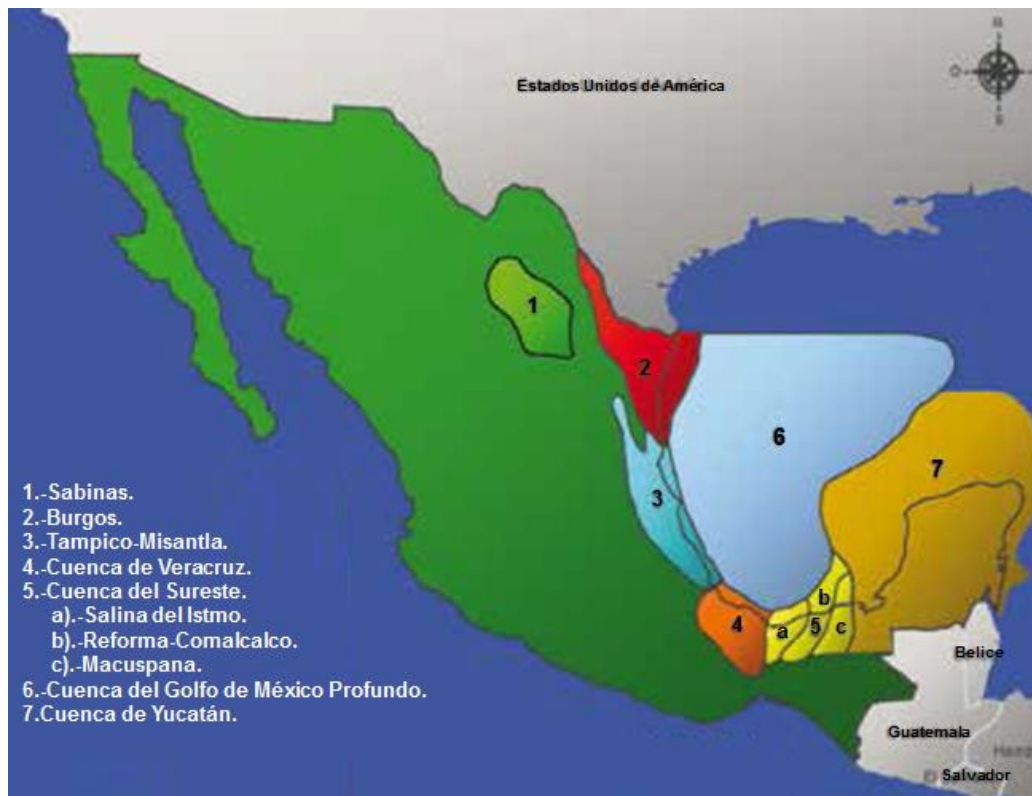 N
Estados Unidos de América
O
S
1
2
6
7
3
1.-Sabinas.
2.-Burgos.
3.-Tampico-Misantla.
4.-Cuenca de Veracruz.
5.-Cuenca del Sureste.
a).-Salina del Istmo.
b).-Reforma-Comalcalco.
c).-Macuspana.
6.-Cuenca del Golfo de México Profundo.
7.Cuenca de Yucatán.
b
4
a
5
c
Belice
Guatemala
El Salvador